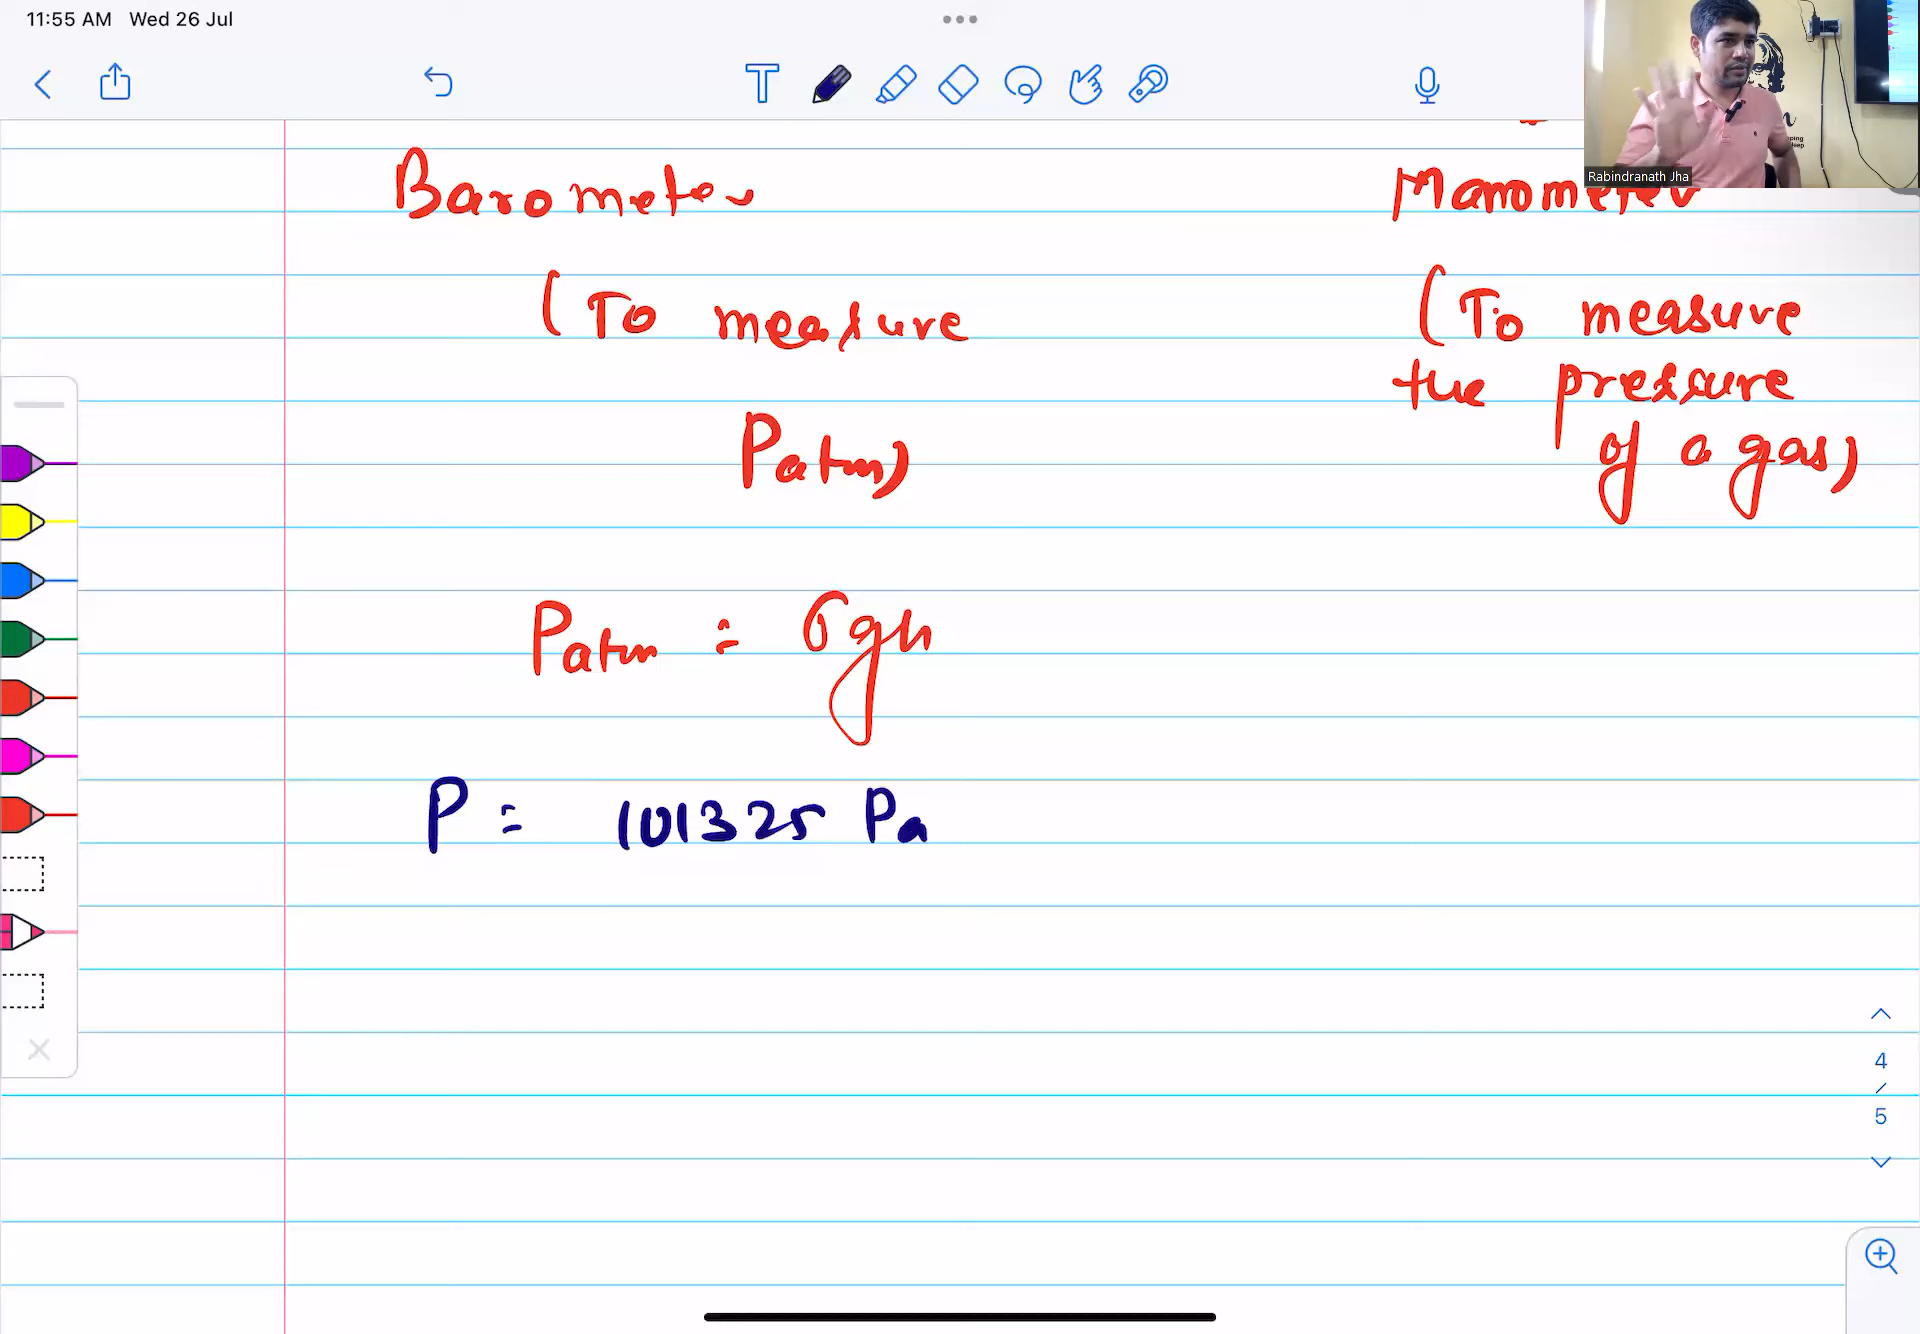 11:55 AM Wed 26 Jul
Rabindranath Jha
Barometer
(To measure
Patm)
Manometer
(To measure
the pressure
of a gas)
Patm = σgh
P = 101325 Pa
4
/
5